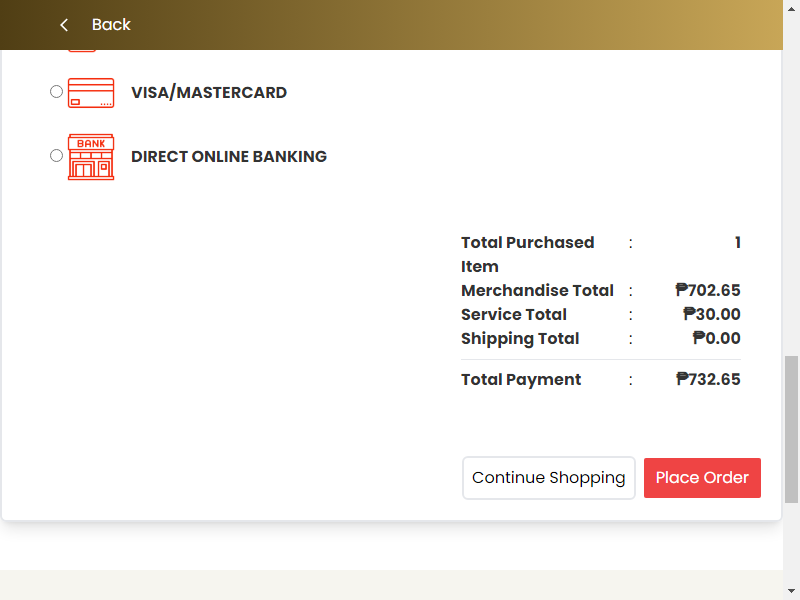 Back
VISA/MASTERCARD
BANK
DIRECT ONLINE BANKING
Total Purchased Item : 1
Merchandise Total : ₱702.65
Service Total : ₱30.00
Shipping Total : ₱0.00
Total Payment : ₱732.65
Continue Shopping Place Order